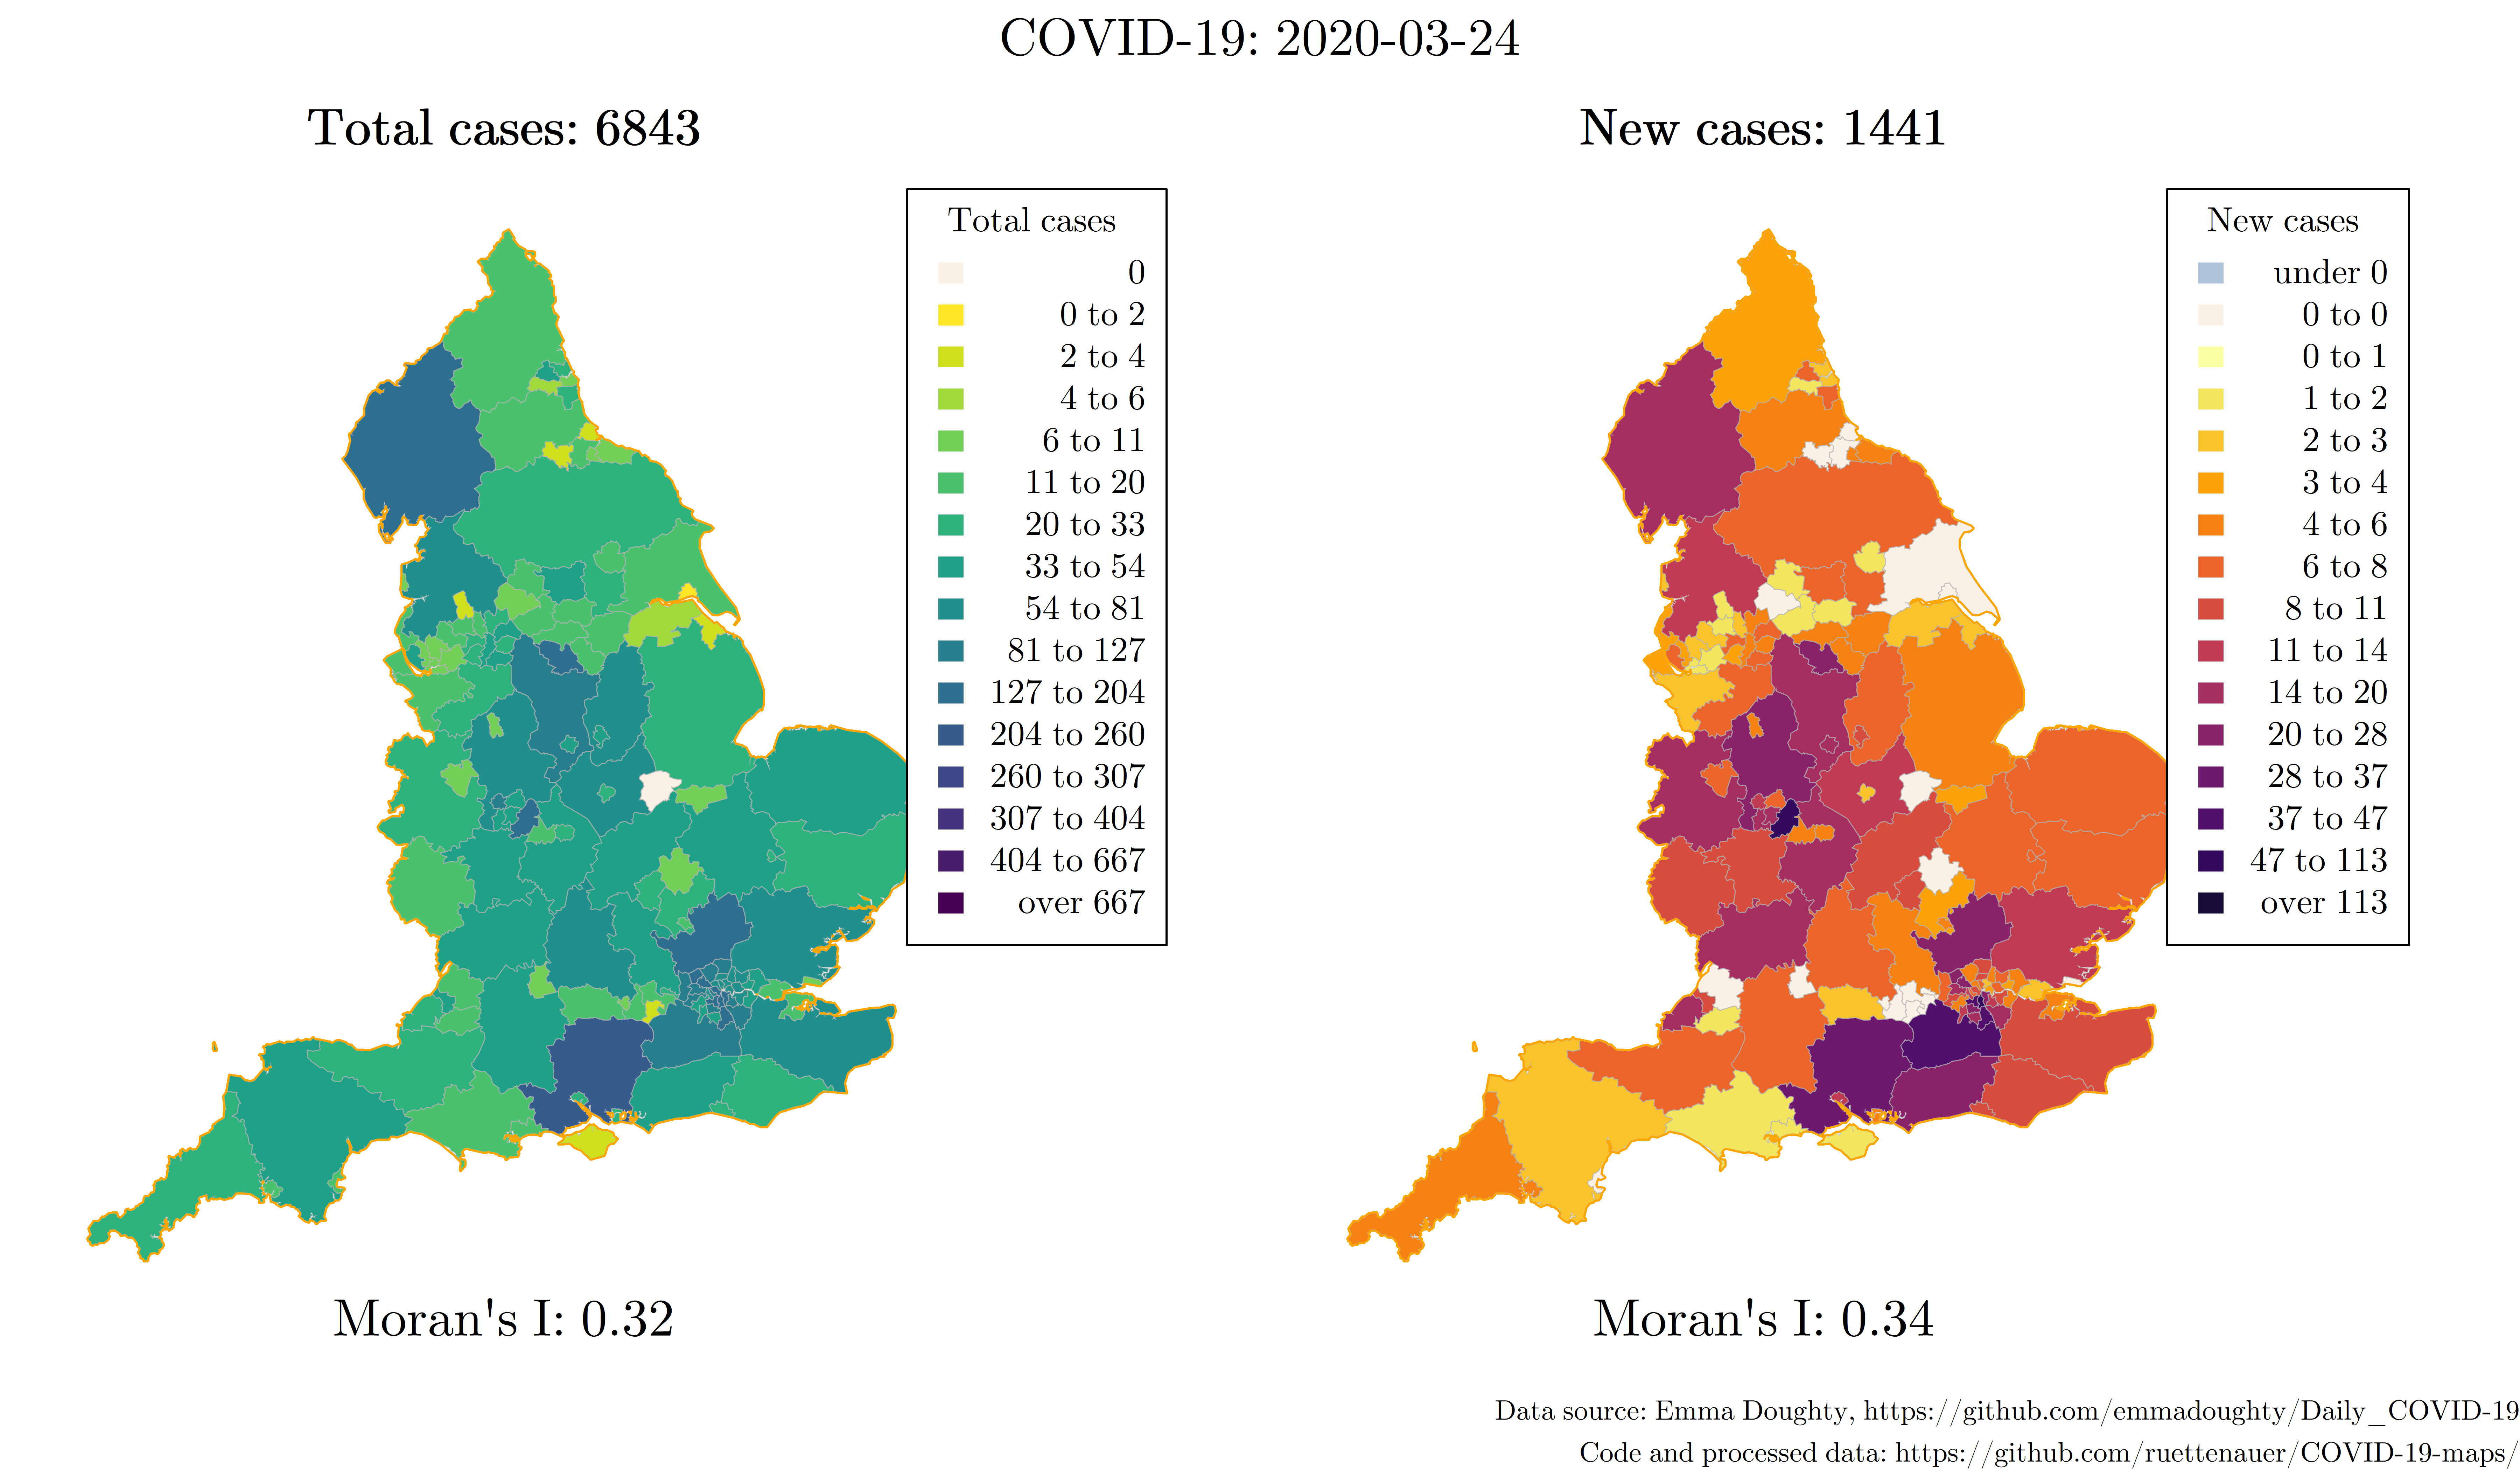 COVID-19: 2020-03-24
Total cases: 6843
Total cases
0
0 to 2
2 to 4
4 to 6
6 to 11
11 to 20
20 to 33
33 to 54
54 to 81
81 to 127
127 to 204
204 to 260
260 to 307
307 to 404
404 to 667
over 667
Moran's I: 0.32
New cases: 1441
New cases
under 0
0 to 0
0 to 1
1 to 2
2 to 3
3 to 4
4 to 6
6 to 8
8 to 11
11 to 14
14 to 20
20 to 28
28 to 37
37 to 47
47 to 113
over 113
Moran's I: 0.34
Data source: Emma Doughty, https://github.com/emmadoughty/Daily_COVID-19
Code and processed data: https://github.com/ruettenauer/COVID-19-maps/